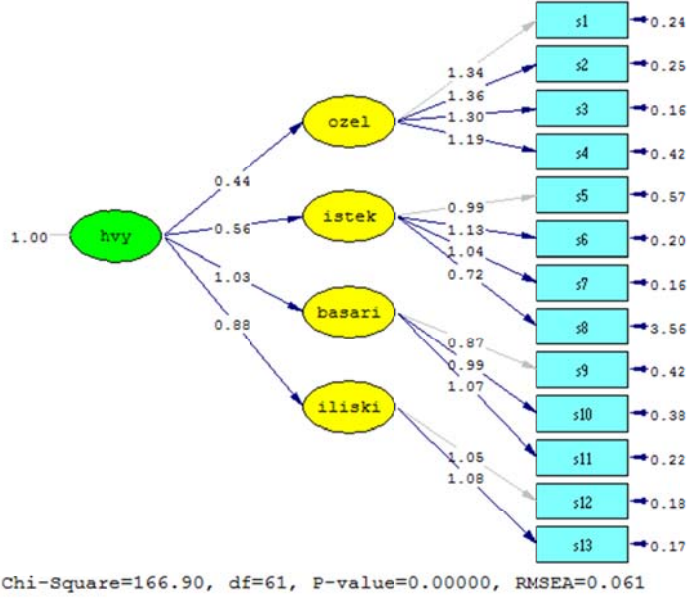 s1
0.24
s2
0.25
1.34
1.36
s3
0.16
ozel
1.30
1.19
s4
0.42
0.44
s5
0.57
0.99
istek
1.13
s6
0.20
0.56
1.00
hvy
1.04
0.72
s7
0.16
1.03
s8
3.56
basari
0.88
0.87
0.99
s9
0.42
1.07
iliski
s10
0.38
s11
0.22
1.05
1.08
s12
0.18
s13
0.17
Chi-Square=166.90, df=61, P-value=0.00000, RMSEA=0.061